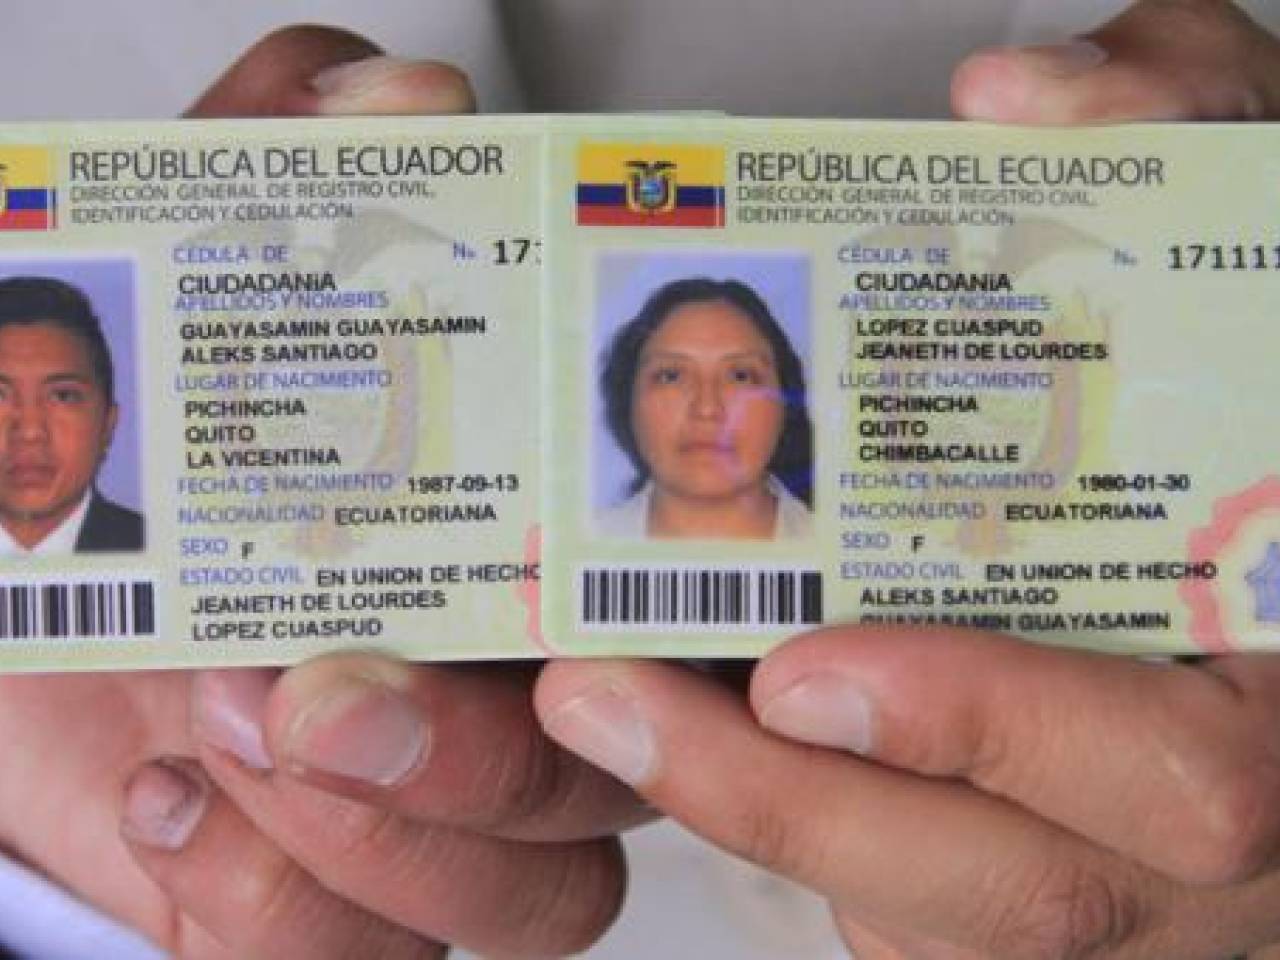 REPÚBLICA DEL ECUADOR
DIRECCIÓN GENERAL DE REGISTRO CIVIL,
IDENTIFICACIÓN Y CEDULACIÓN
CÉDULA DE
CIUDADANIA
No. 17
APELLIDOS Y NOMBRES
GUAYASAMIN GUAYASAMIN
ALEKS SANTIAGO
LUGAR DE NACIMIENTO
PICHINCHA
QUITO
LA VICENTINA
FECHA DE NACIMIENTO 1987-09-13
NACIONALIDAD ECUATORIANA
SEXO F
ESTADO CIVIL EN UNION DE HECHO
JEANETH DE LOURDES
LOPEZ CUASPUD
REPÚBLICA DEL ECUADOR
DIRECCIÓN GENERAL DE REGISTRO CIVIL,
IDENTIFICACIÓN Y CEDULACIÓN
CÉDULA DE
CIUDADANIA
No. 171111
APELLIDOS Y NOMBRES
LOPEZ CUASPUD
JEANETH DE LOURDES
LUGAR DE NACIMIENTO
PICHINCHA
QUITO
CHIMBACALLE
FECHA DE NACIMIENTO 1980-01-30
NACIONALIDAD ECUATORIANA
SEXO F
ESTADO CIVIL EN UNION DE HECHO
ALEKS SANTIAGO
GUAYASAMIN GUAYASAMIN